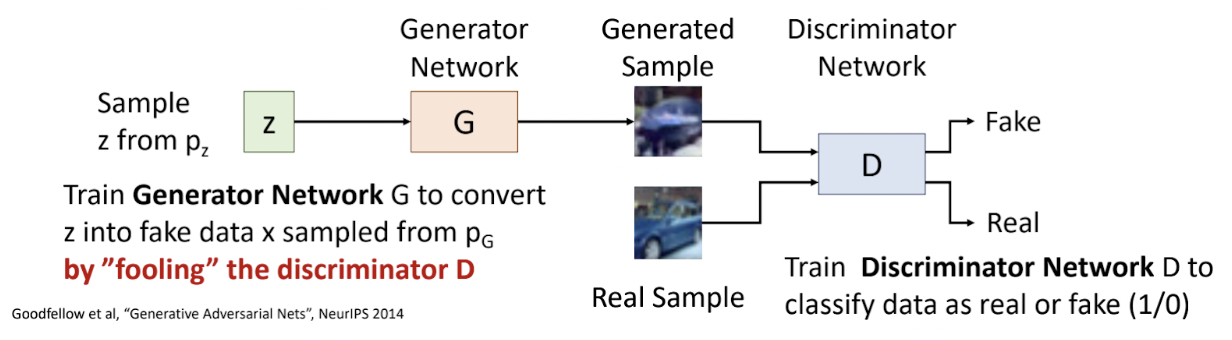 Generator
Network
Generated
Sample
Discriminator
Network
Sample
z from pz
z
G
D
Fake
Real
Train Generator Network G to convert
z into fake data x sampled from pG
by ”fooling” the discriminator D
Real Sample
Train  Discriminator Network D to
classify data as real or fake (1/0)
Goodfellow et al, “Generative Adversarial Nets”, NeurIPS 2014